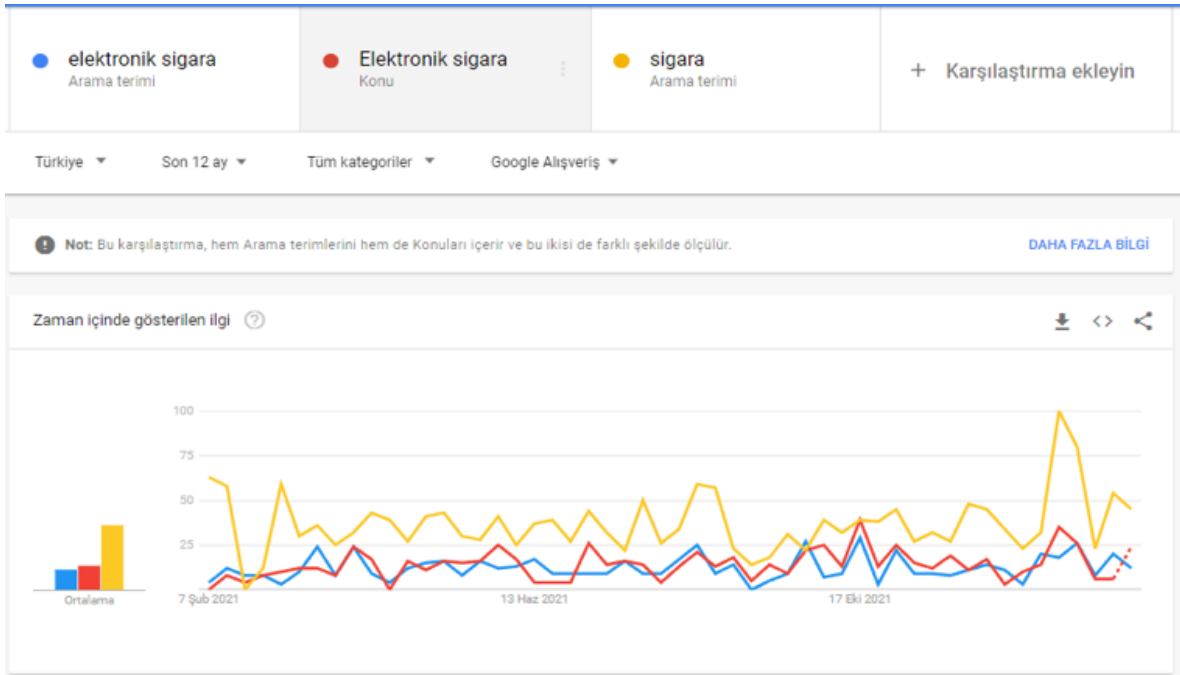 elektronik sigara
Arama terimi
Elektronik sigara
Konu
sigara
Arama terimi
+ Karşılaştırma ekleyin
Türkiye
Son 12 ay
Tüm kategoriler
Google Alışveriş
Not: Bu karşılaştırma, hem Arama terimlerini hem de Konuları içerir ve bu ikisi de farklı şekilde ölçülür.
DAHA FAZLA BİLGİ
Zaman içinde gösterilen ilgi
100
75
50
25
Ortalama
7 Şub 2021
13 Haz 2021
17 Eki 2021